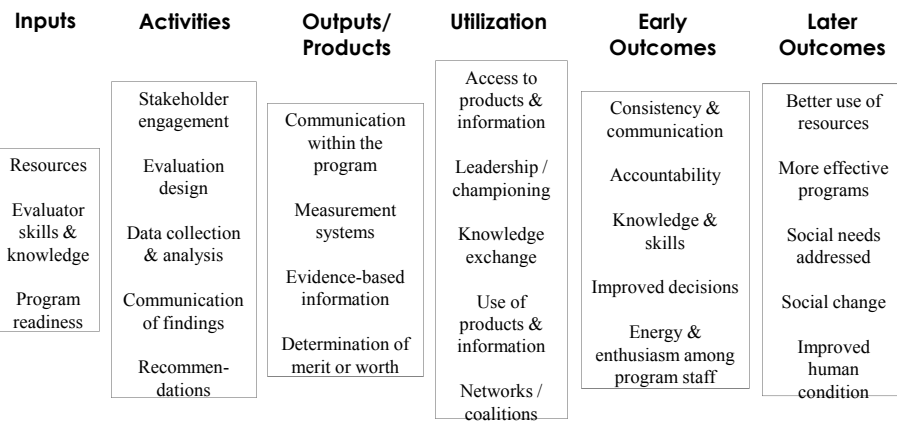 Inputs
Activities
Outputs/
Products
Utilization
Early
Outcomes
Later
Outcomes
Resources
Evaluator
skills &
knowledge
Program
readiness
Stakeholder
engagement
Evaluation
design
Data collection
& analysis
Communication
of findings
Recommen-
dations
Communication
within the
program
Measurement
systems
Evidence-based
information
Determination of
merit or worth
Access to
products &
information
Leadership /
championing
Knowledge
exchange
Use of
products &
information
Networks /
coalitions
Consistency &
communication
Accountability
Knowledge &
skills
Improved decisions
Energy &
enthusiasm among
program staff
Better use of
resources
More effective
programs
Social needs
addressed
Social change
Improved
human
condition